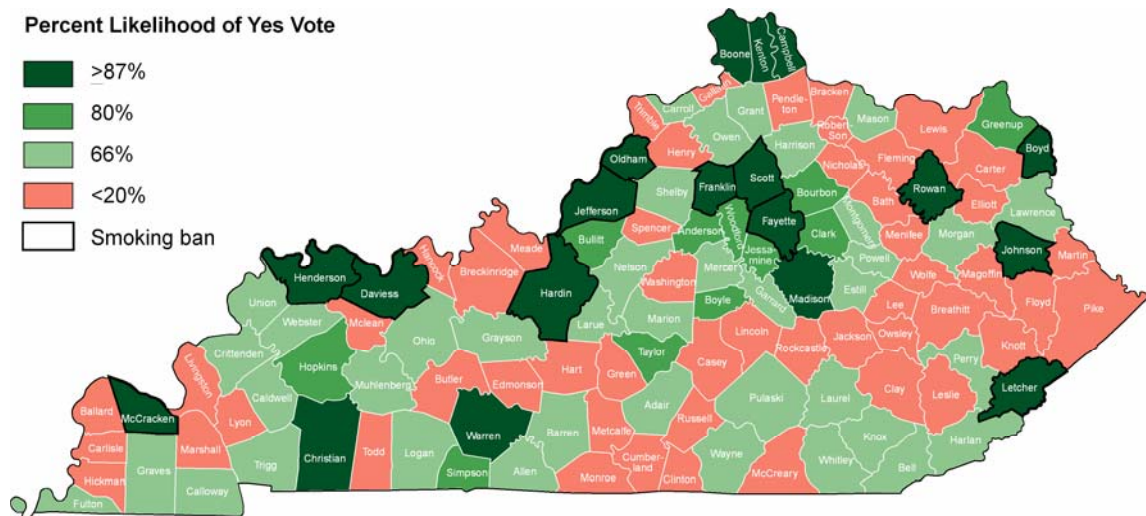 Percent Likelihood of Yes Vote
>87%
80%
66%
<20%
Smoking ban
Boone
Kenton
Campbell
Gallatin
Carroll
Trimble
Grant
Pendle-
ton
Bracken
Owen
Rober-
Son
Mason
Lewis
Greenup
Boyd
Oldham
Henry
Harrison
Nicholas
Fleming
Carter
Rowan
Elliott
Lawrence
Jefferson
Shelby
Franklin
Scott
Bourbon
Bath
Fayette
Montgomery
Menifee
Morgan
Johnson
Martin
Bullitt
Spencer
Anderson
Woodford
Jessa-
mine
Clark
Powell
Wolfe
Magoffin
Floyd
Pike
Hancock
Meade
Breckinridge
Hardin
Nelson
Washington
Mercer
Garrard
Madison
Estill
Lee
Breathitt
Knott
Henderson
Daviess
Union
Webster
Mclean
Ohio
Grayson
Larue
Marion
Boyle
Lincoln
Rockcastle
Jackson
Owsley
Perry
Letcher
Crittenden
Hopkins
Muhlenberg
Butler
Edmonson
Hart
Green
Taylor
Casey
Pulaski
Laurel
Clay
Leslie
Livingston
Caldwell
Lyon
Ballard
McCracken
Marshall
Carlisle
Graves
Hickman
Fulton
Calloway
Trigg
Christian
Todd
Logan
Warren
Simpson
Allen
Barren
Metcalfe
Adair
Russell
Monroe
Cumber-
land
Clinton
Wayne
McCreary
Whitley
Knox
Bell
Harlan